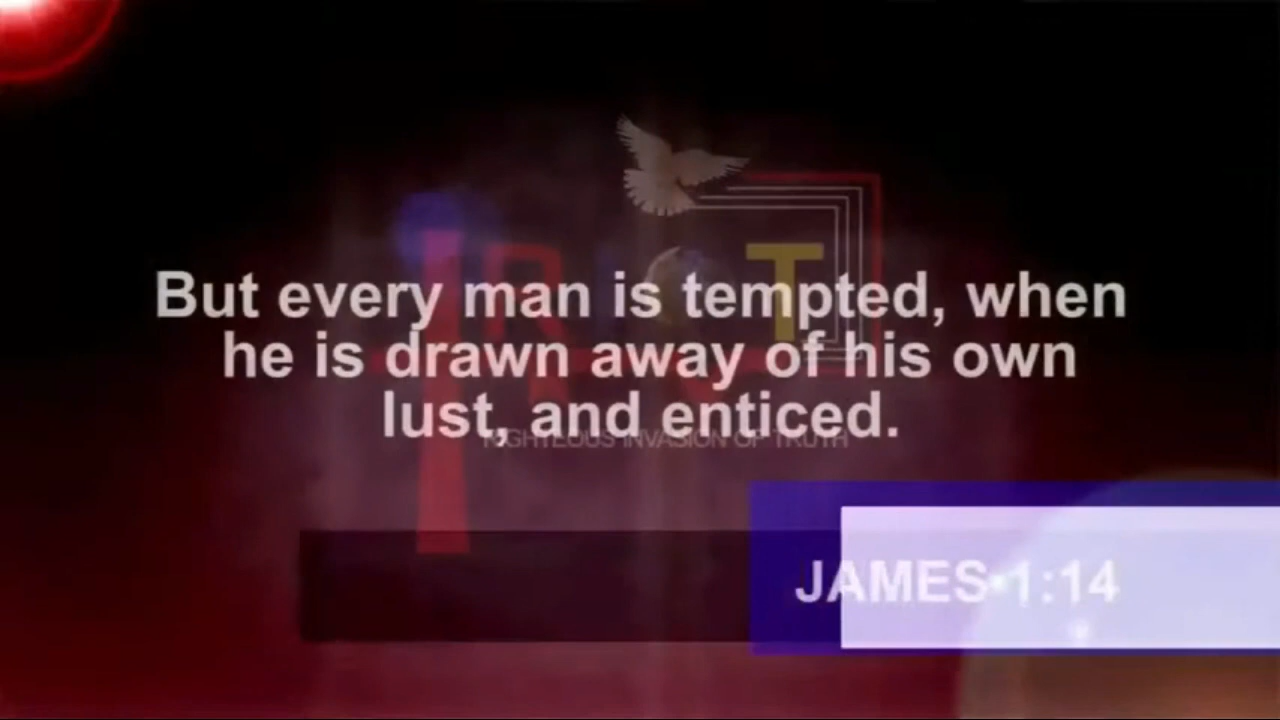 RIOT
But every man is tempted, when
he is drawn away of his own
lust, and enticed.
RIGHTEOUS INVASION OF TRUTH
JAMES 1:14